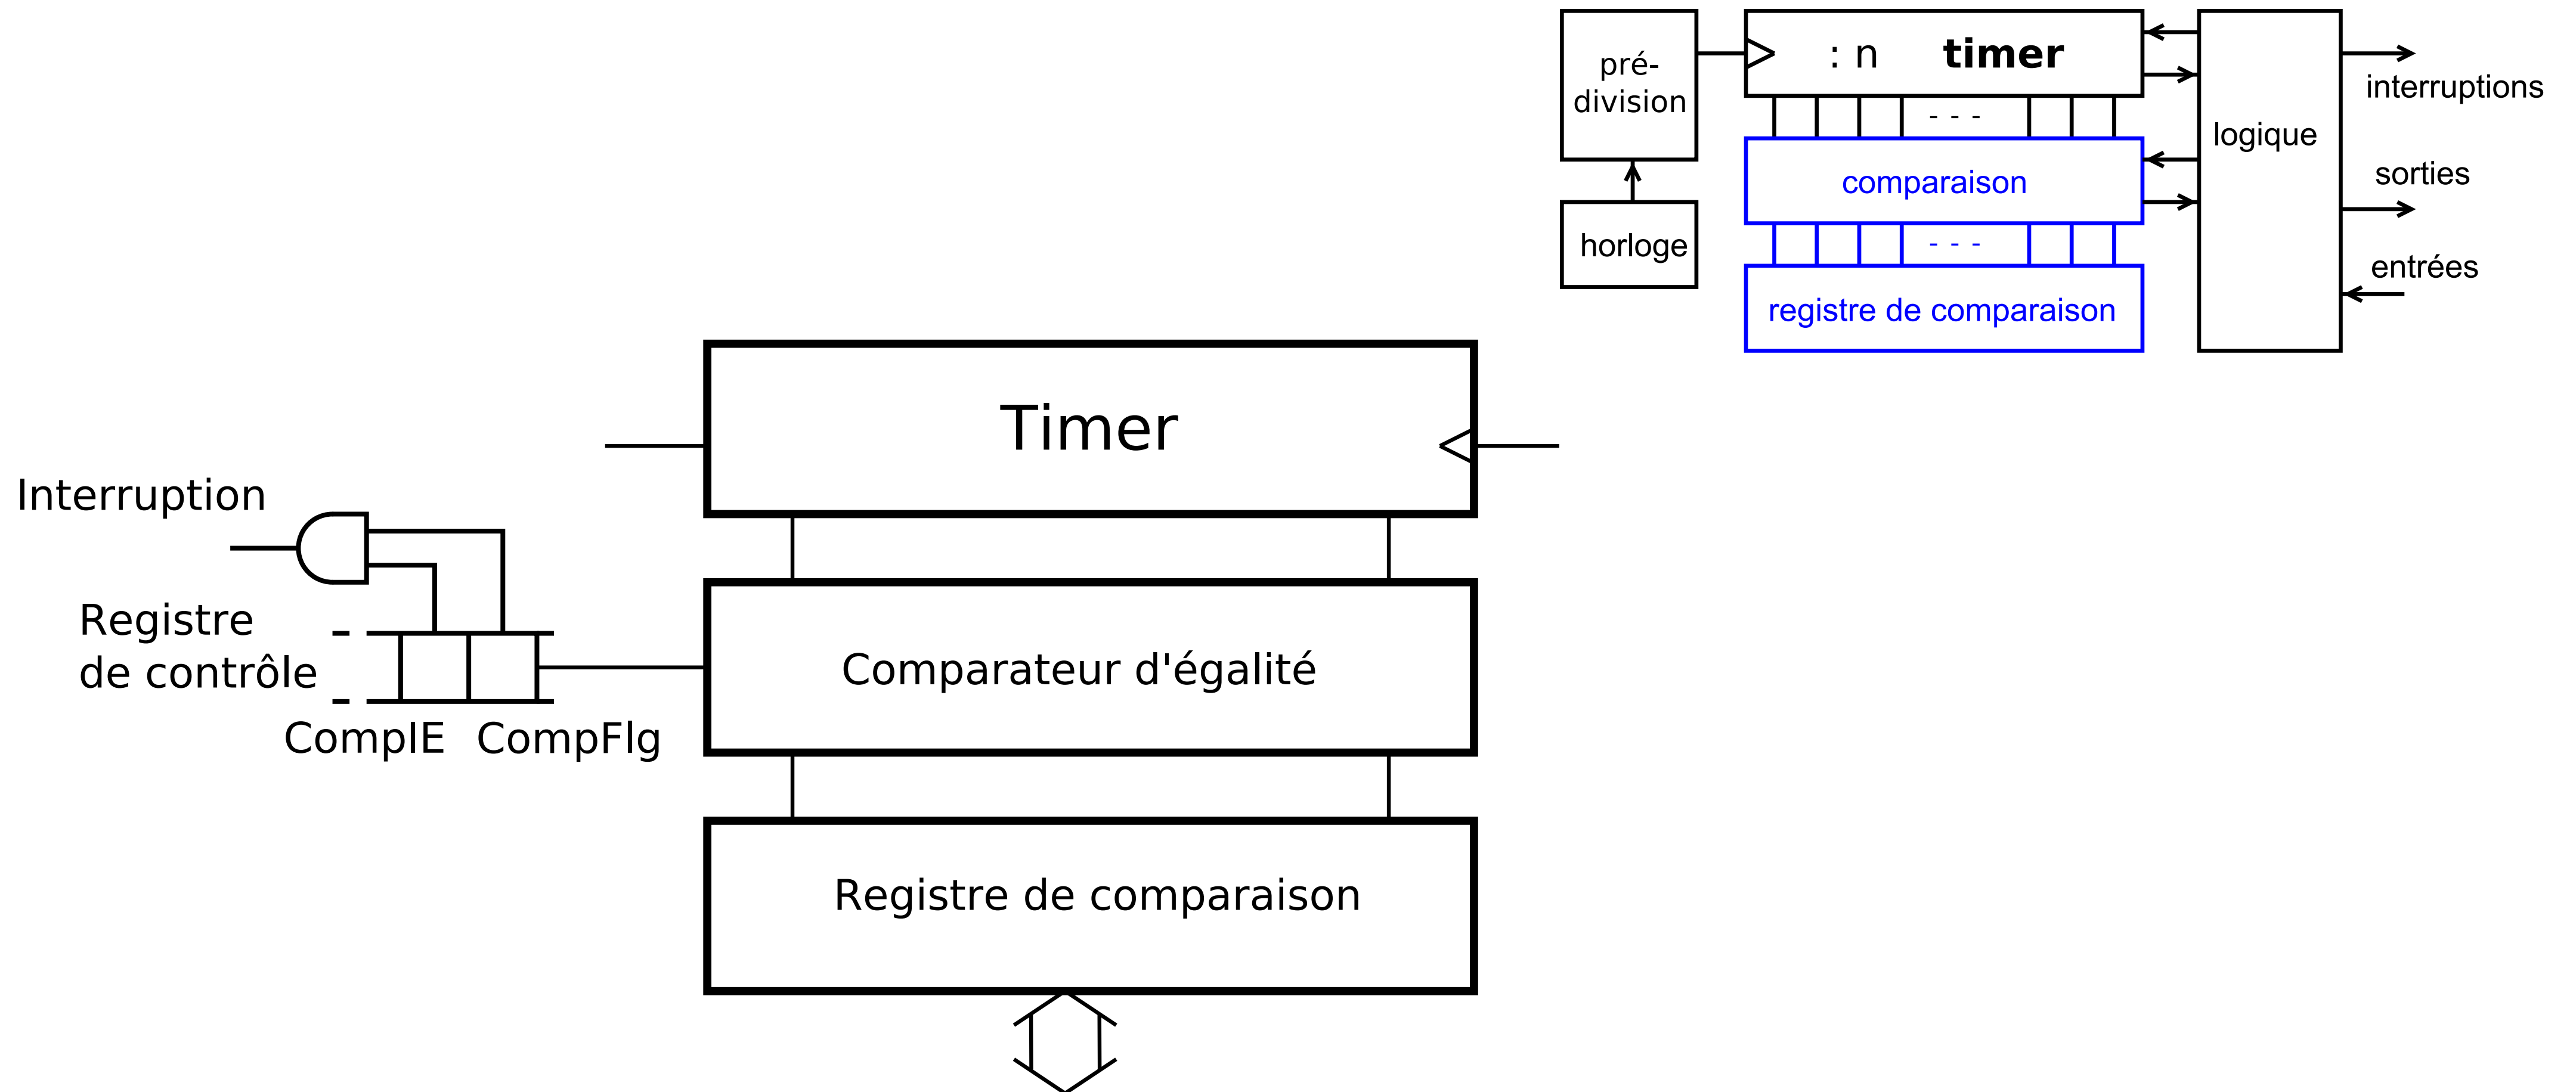 pré-
division
: n timer
- - -
logique
interruptions
comparaison
sorties
horloge
- - -
entrées
registre de comparaison
Timer
Interruption
Registre
de contrôle
Comparateur d'égalité
CompIE CompFlg
Registre de comparaison